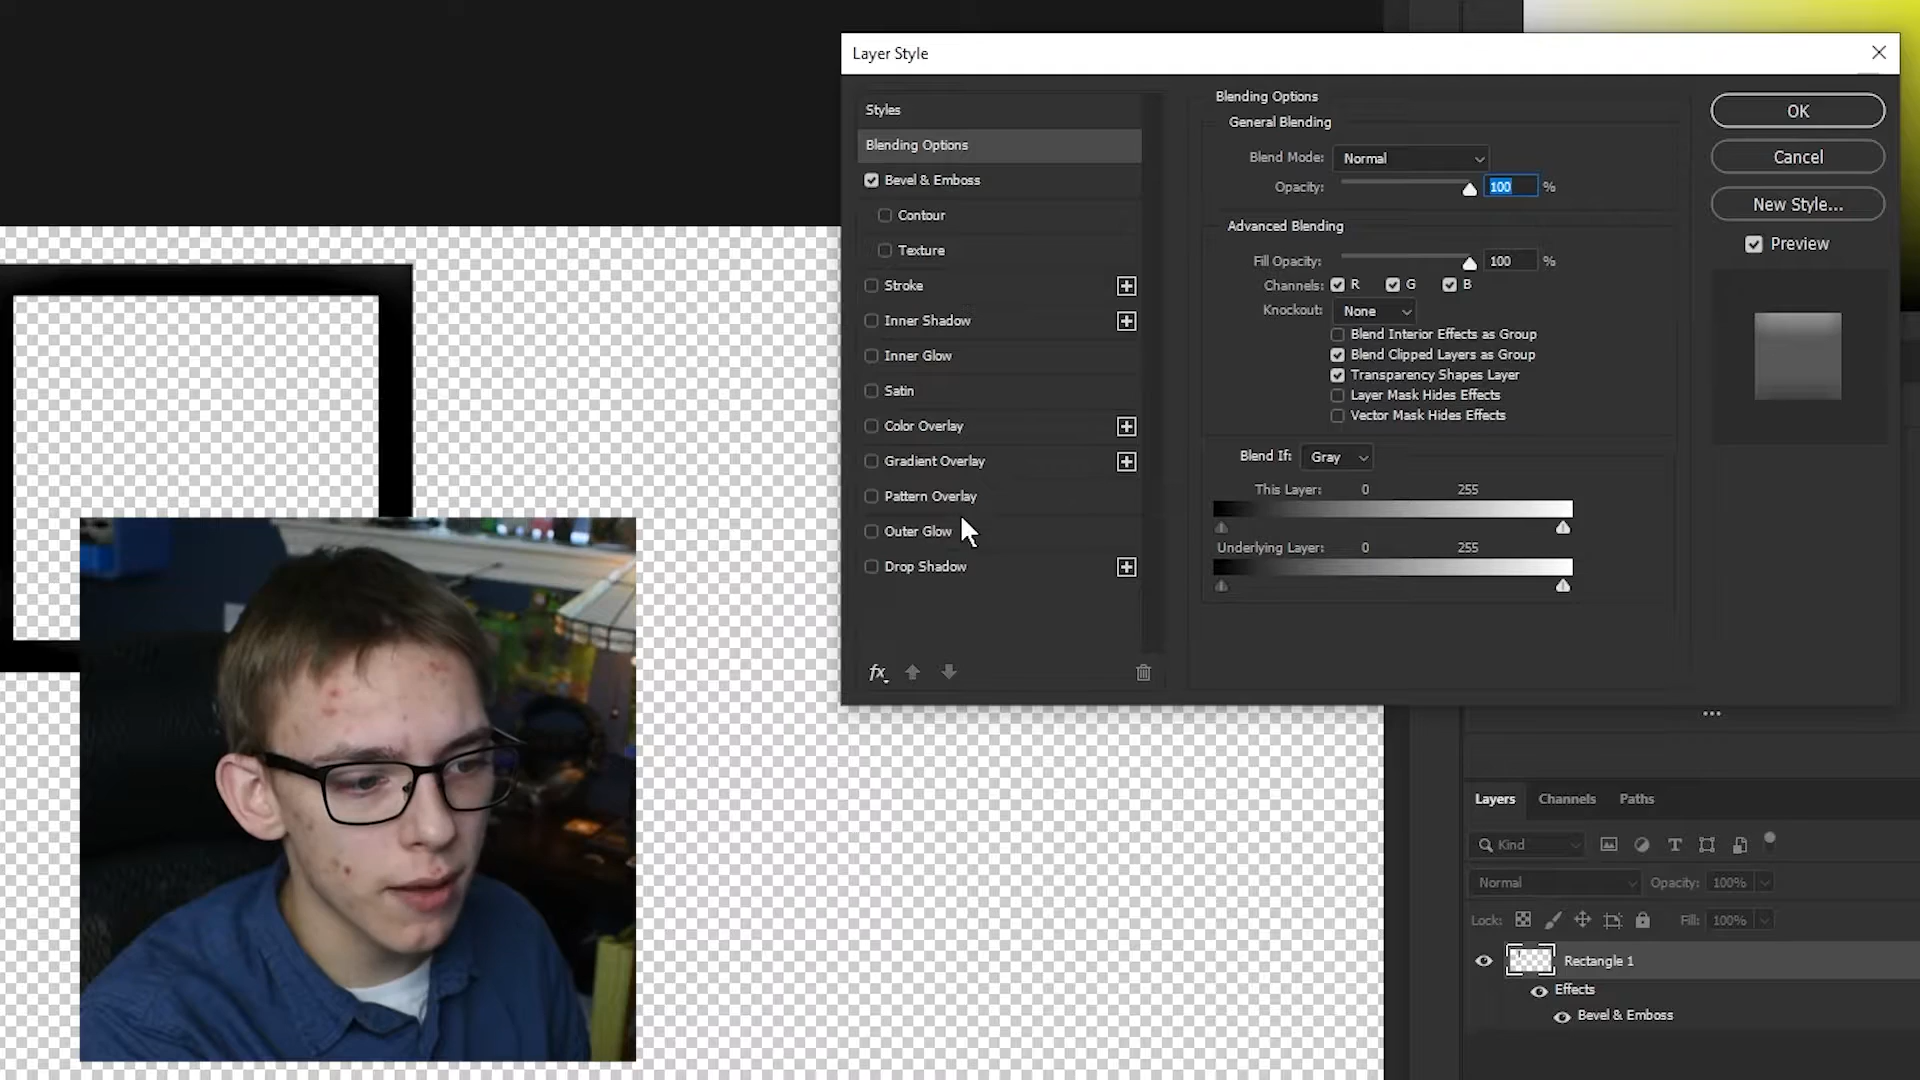 Layer Style
Styles
Blending Options
Bevel & Emboss
Contour
Texture
Stroke
Inner Shadow
Inner Glow
Satin
Color Overlay
Gradient Overlay
Pattern Overlay
Outer Glow
Drop Shadow
fx
Blending Options
General Blending
Blend Mode: Normal
Opacity: 100 %
Advanced Blending
Fill Opacity: 100 %
Channels: R G B
Knockout: None
Blend Interior Effects as Group
Blend Clipped Layers as Group
Transparency Shapes Layer
Layer Mask Hides Effects
Vector Mask Hides Effects
Blend If: Gray
This Layer: 0 255
Underlying Layer: 0 255
OK
Cancel
New Style...
Preview
Layers Channels Paths
Kind
Normal Opacity: 100%
Lock: Fill: 100%
Rectangle 1
Effects
Bevel & Emboss